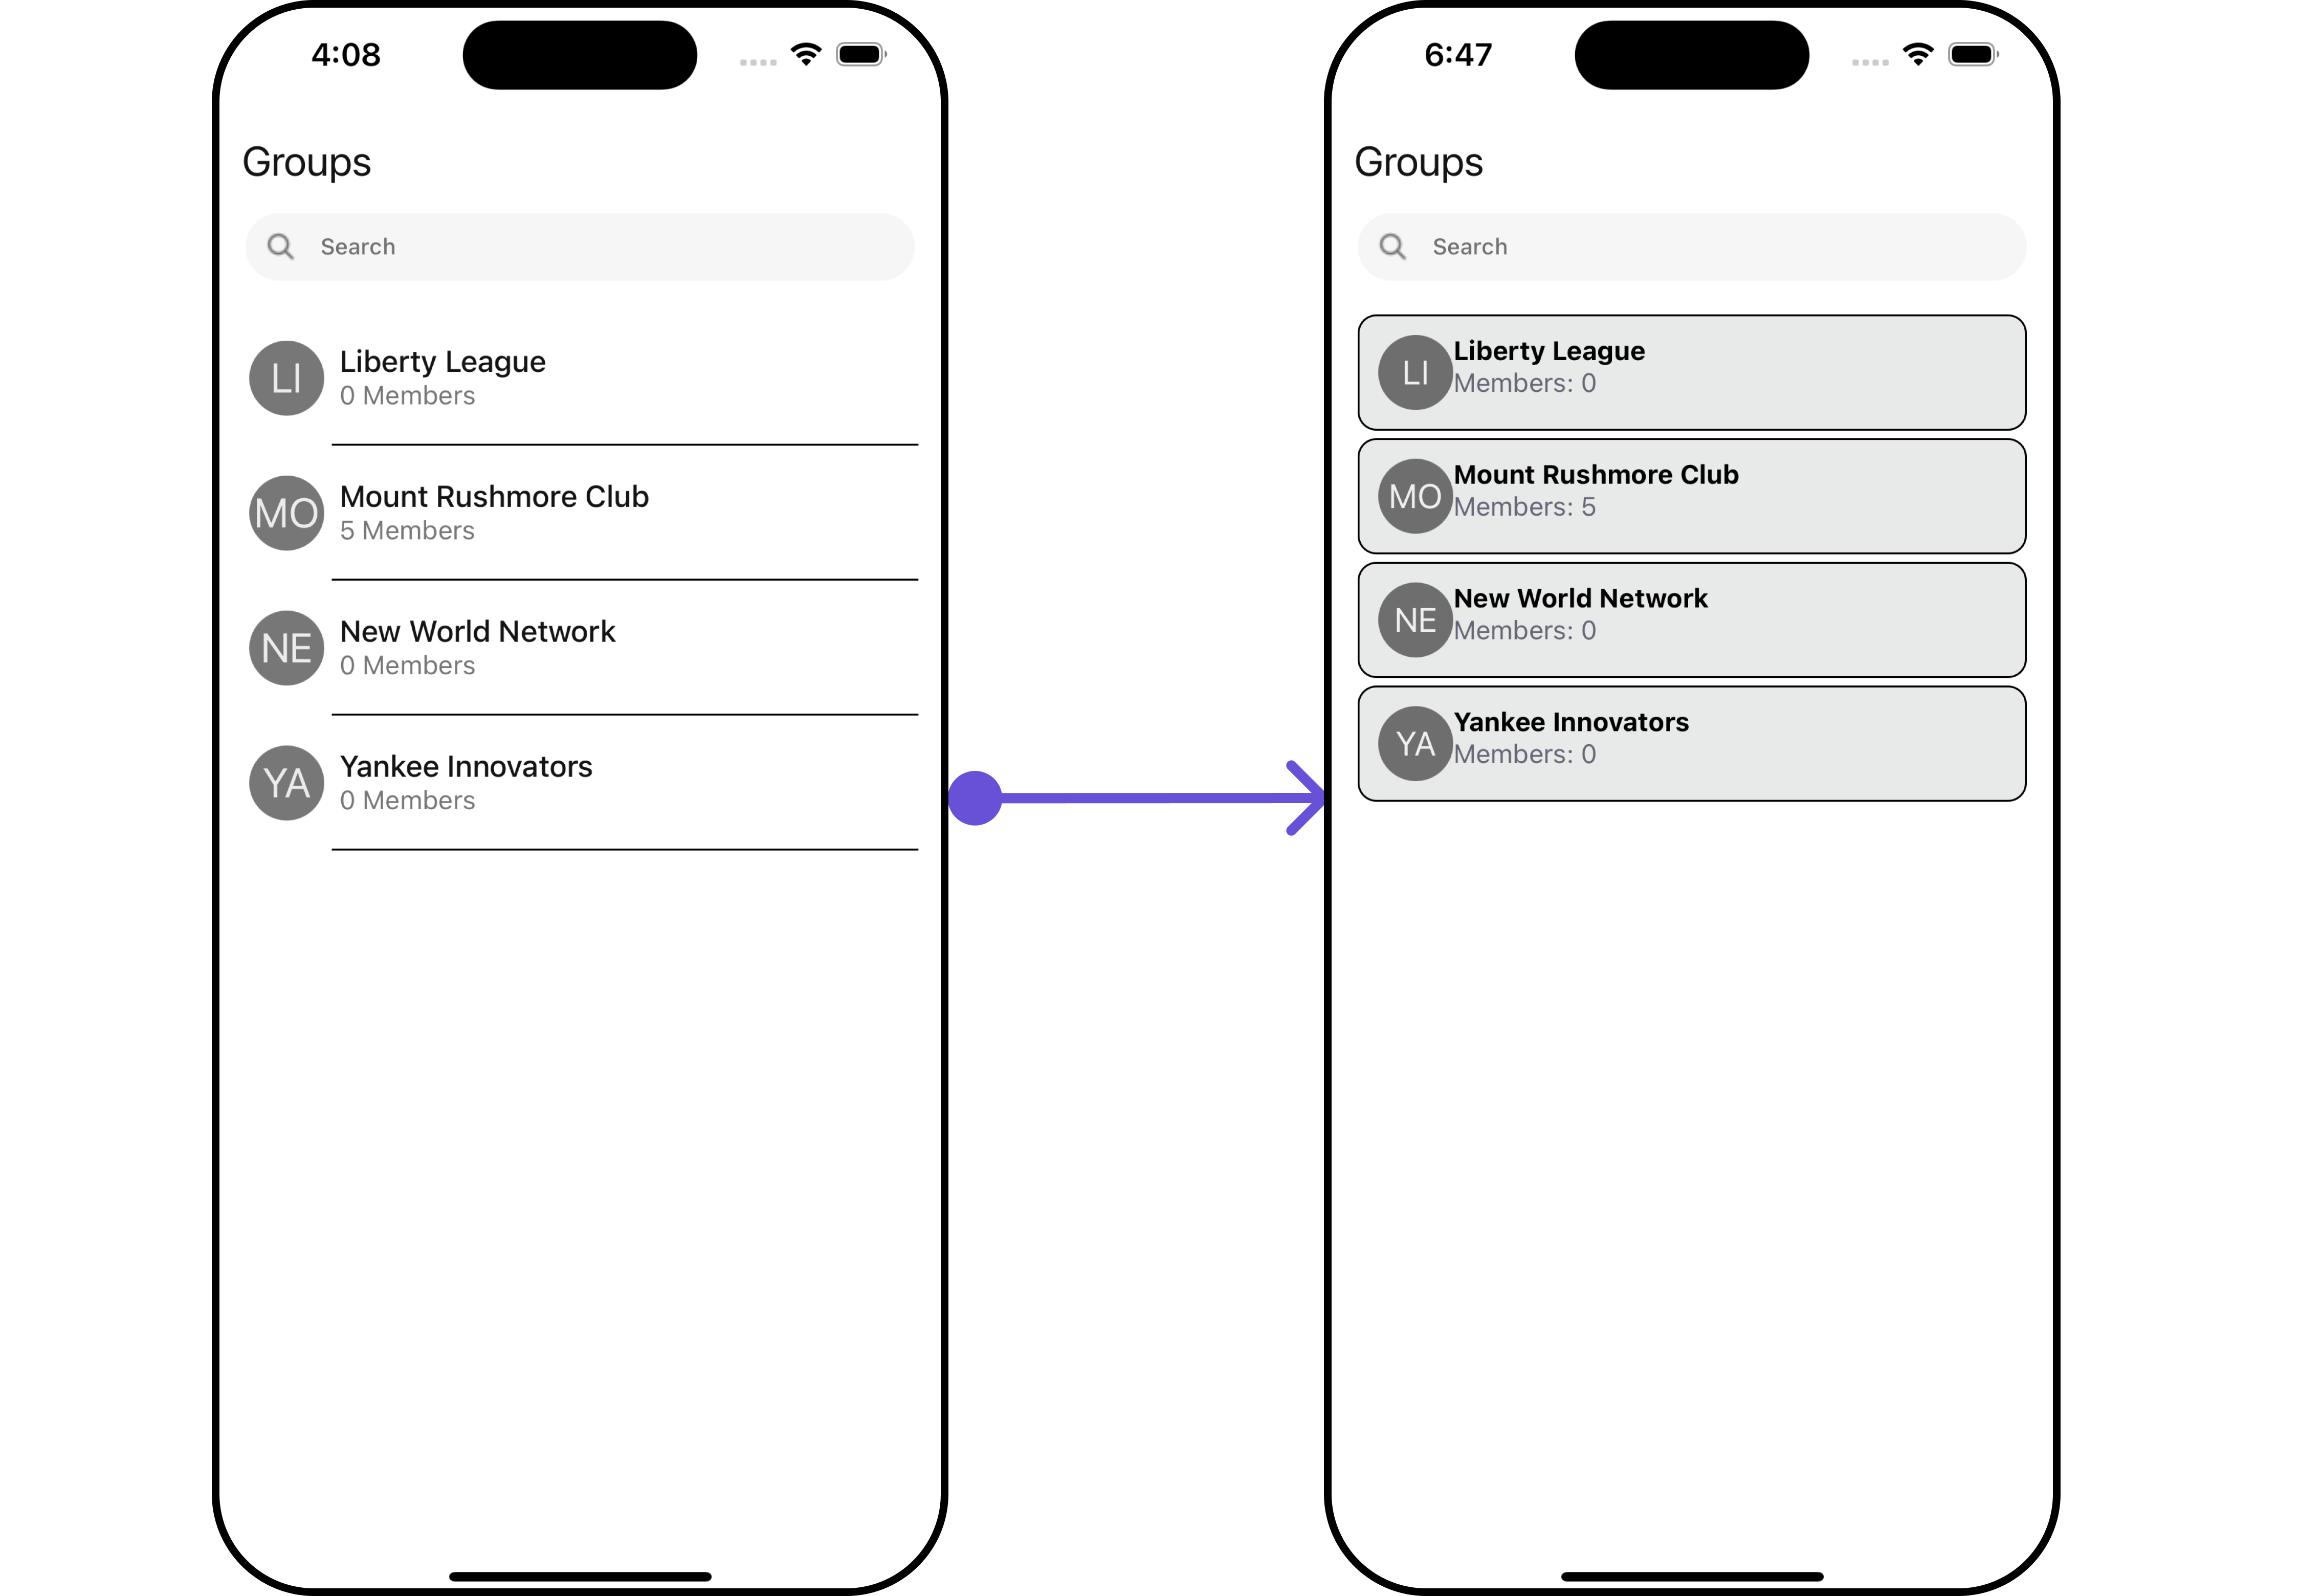 4:08
Groups
Search
LI
Liberty League
0 Members
MO
Mount Rushmore Club
5 Members
NE
New World Network
0 Members
YA
Yankee Innovators
0 Members
6:47
Groups
Search
LI
Liberty League
Members: 0
MO
Mount Rushmore Club
Members: 5
NE
New World Network
Members: 0
YA
Yankee Innovators
Members: 0